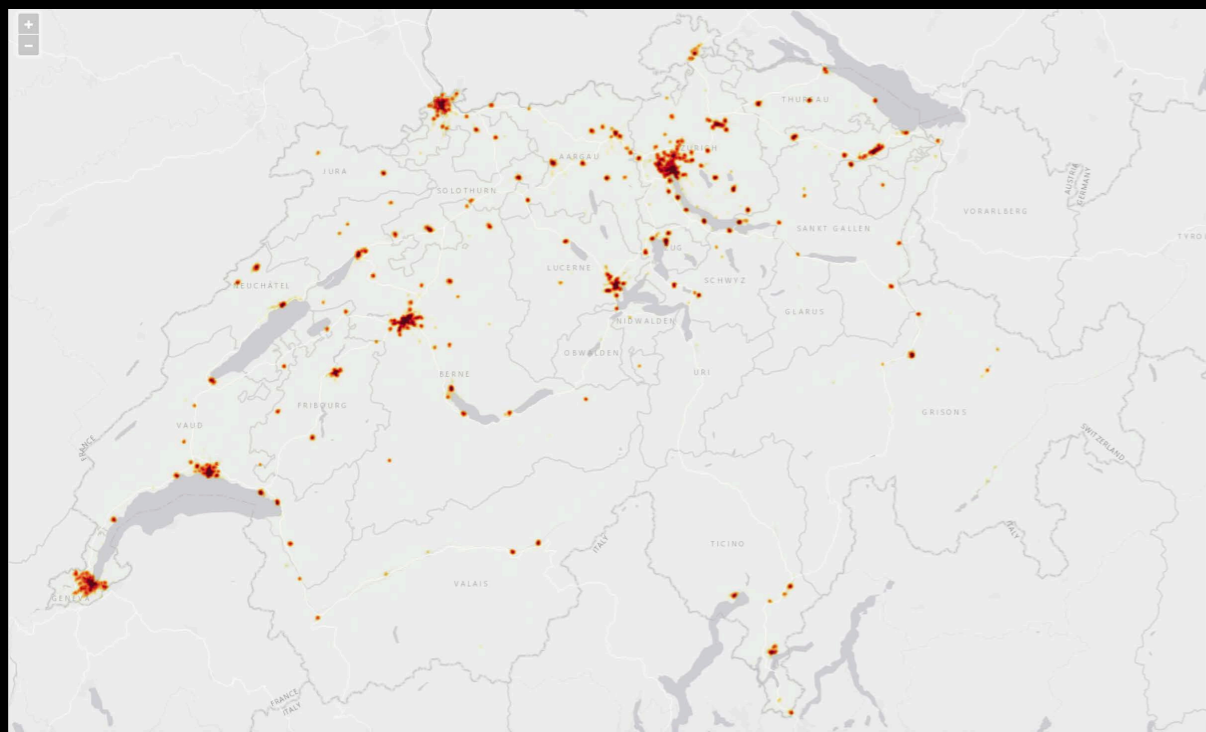 +
−
THURGAU
ZURICH
AARGAU
JURA
SOLOTHURN
AUSTRIA
GERMANY
VORARLBERG
TYROL
SANKT GALLEN
ZUG
LUCERNE
SCHWYZ
NEUCHÂTEL
GLARUS
NIDWALDEN
OBWALDEN
URI
BERNE
FRIBOURG
GRISONS
VAUD
FRANCE
SWITZERLAND
ITALY
ITALY
TICINO
VALAIS
GENEVA
FRANCE
ITALY